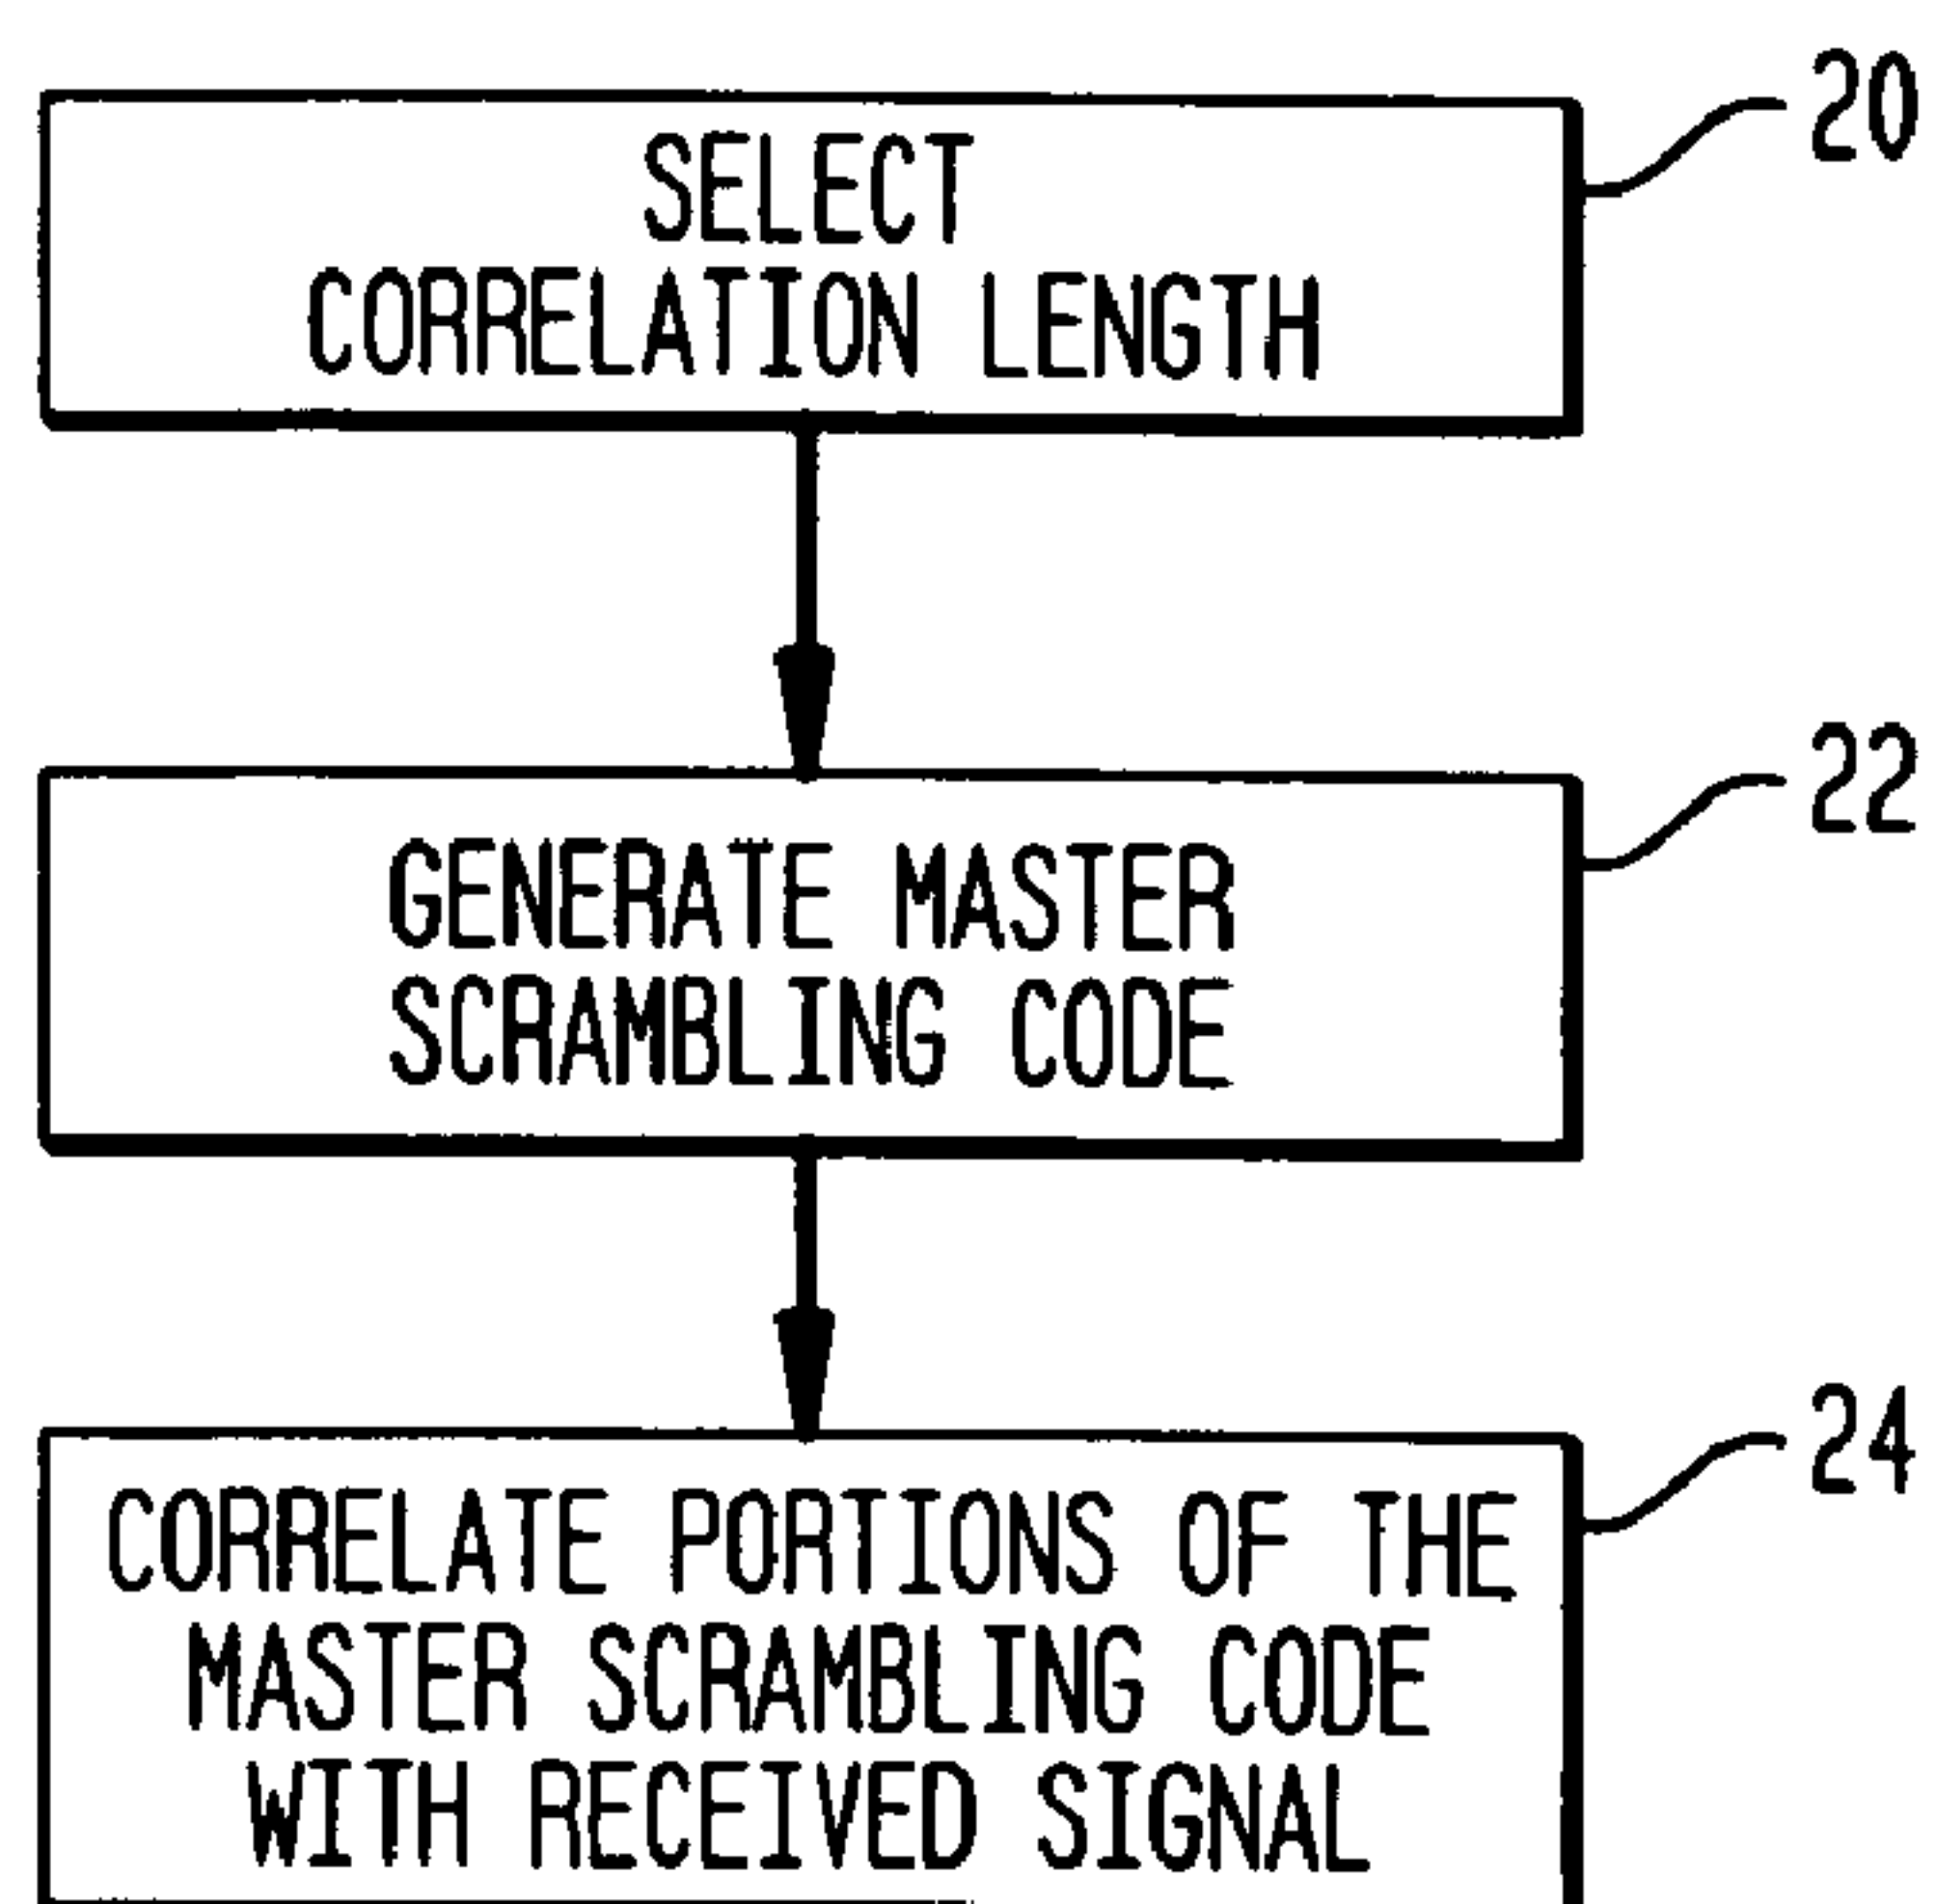 20
SELECT
CORRELATION LENGTH
22
GENERATE MASTER
SCRAMBLING CODE
24
CORRELATE PORTIONS OF THE
MASTER SCRAMBLING CODE
WITH RECEIVED SIGNAL